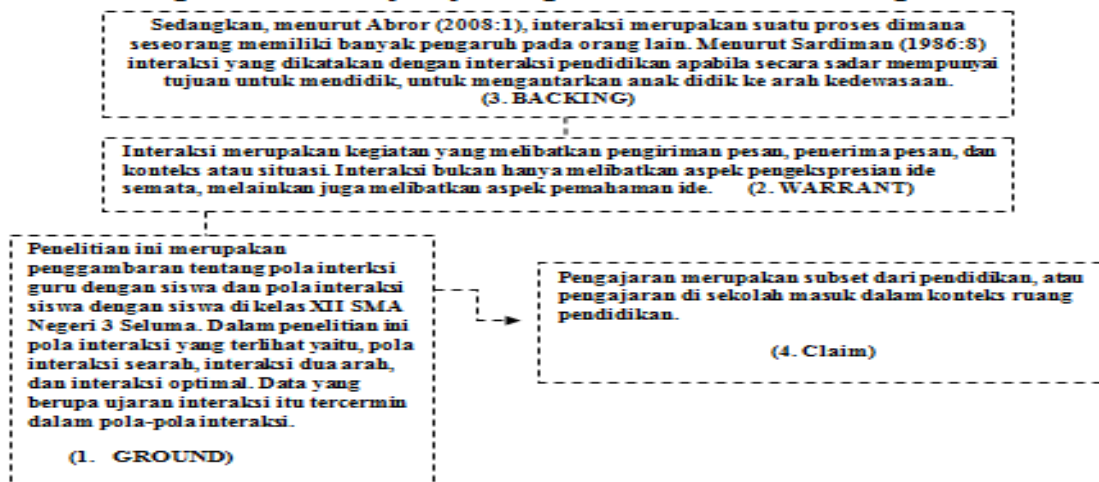 Sedangkan, menurut Abror (2008:1), interaksi merupakan suatu proses dimana
seseorang memiliki banyak pengaruh pada orang lain. Menurut Sardiman (1986:8)
interaksi yang dikatakan dengan interaksi pendidikan apabila secara sadar mempunyai
tujuan untuk mendidik, untuk mengantarkan anak didik ke arah kedewasaan.
(3. BACKING)
Interaksi merupakan kegiatan yang melibatkan pengiriman pesan, penerima pesan, dan
konteks atau situasi. Interaksi bukan hanya melibatkan aspek pengekspresian ide
semata, melainkan juga melibatkan aspek pemahaman ide. (2. WARRANT)
Penelitian ini merupakan
penggambaran tentang pola interksi
guru dengan siswa dan pola interaksi
siswa dengan siswa di kelas XII SMA
Negeri 3 Seluma. Dalam penelitian ini
pola interaksi yang terlihat yaitu, pola
interaksi searah, interaksi dua arah,
dan interaksi optimal. Data yang
berupa ujaran interaksi itu tercermin
dalam pola-pola interaksi.
(1. GROUND)
Pengajaran merupakan subset dari pendidikan, atau
pengajaran di sekolah masuk dalam konteks ruang
pendidikan.
(4. Claim)